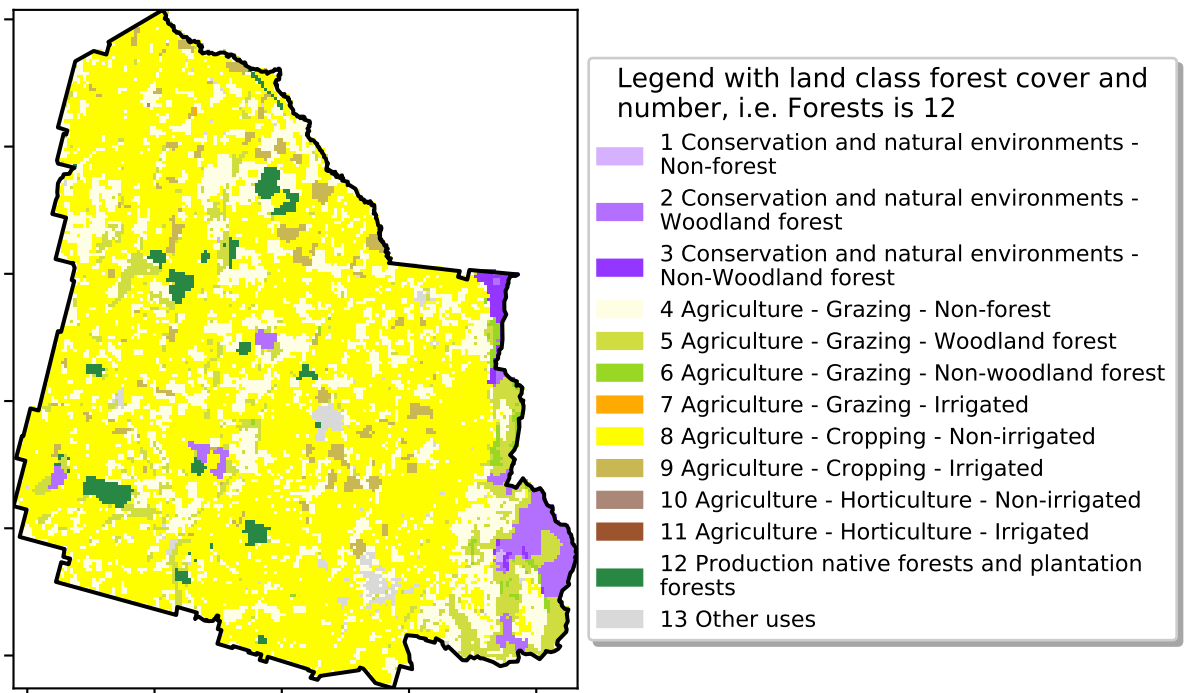 Legend with land class forest cover and
number, i.e. Forests is 12
1 Conservation and natural environments -
Non-forest
2 Conservation and natural environments -
Woodland forest
3 Conservation and natural environments -
Non-Woodland forest
4 Agriculture - Grazing - Non-forest
5 Agriculture - Grazing - Woodland forest
6 Agriculture - Grazing - Non-woodland forest
7 Agriculture - Grazing - Irrigated
8 Agriculture - Cropping - Non-irrigated
9 Agriculture - Cropping - Irrigated
10 Agriculture - Horticulture - Non-irrigated
11 Agriculture - Horticulture - Irrigated
12 Production native forests and plantation
forests
13 Other uses